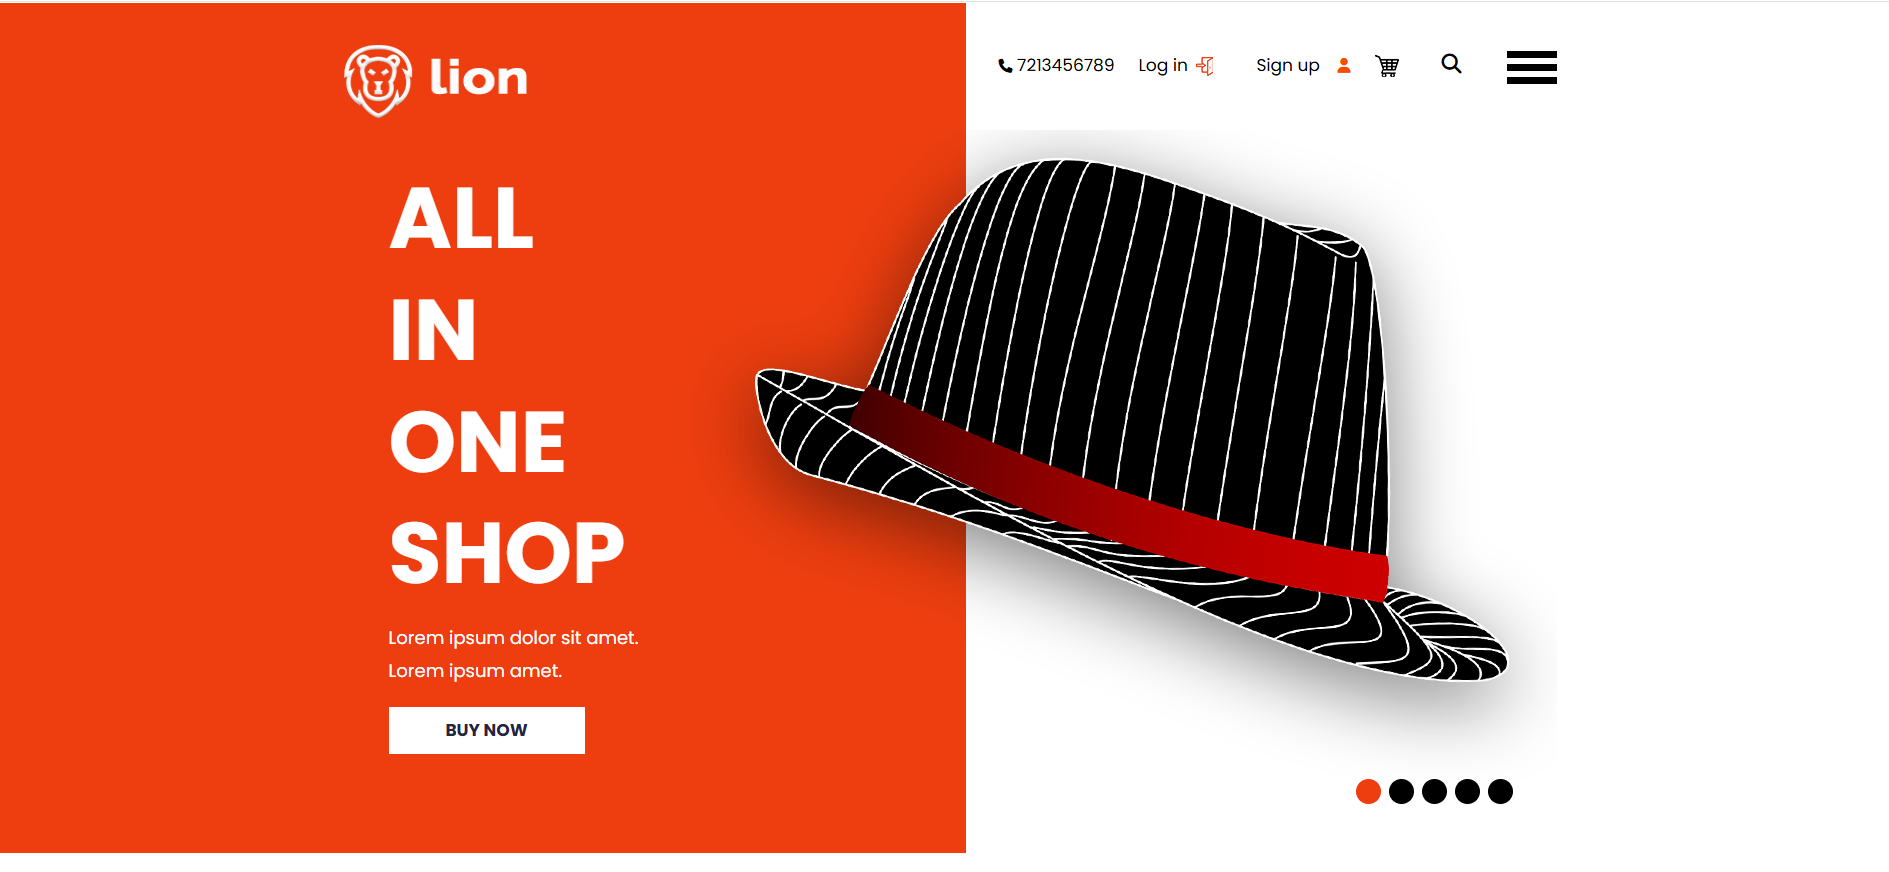 lion
7213456789 Log in Sign up
ALL
IN
ONE
SHOP
Lorem ipsum dolor sit amet.
Lorem ipsum amet.
BUY NOW